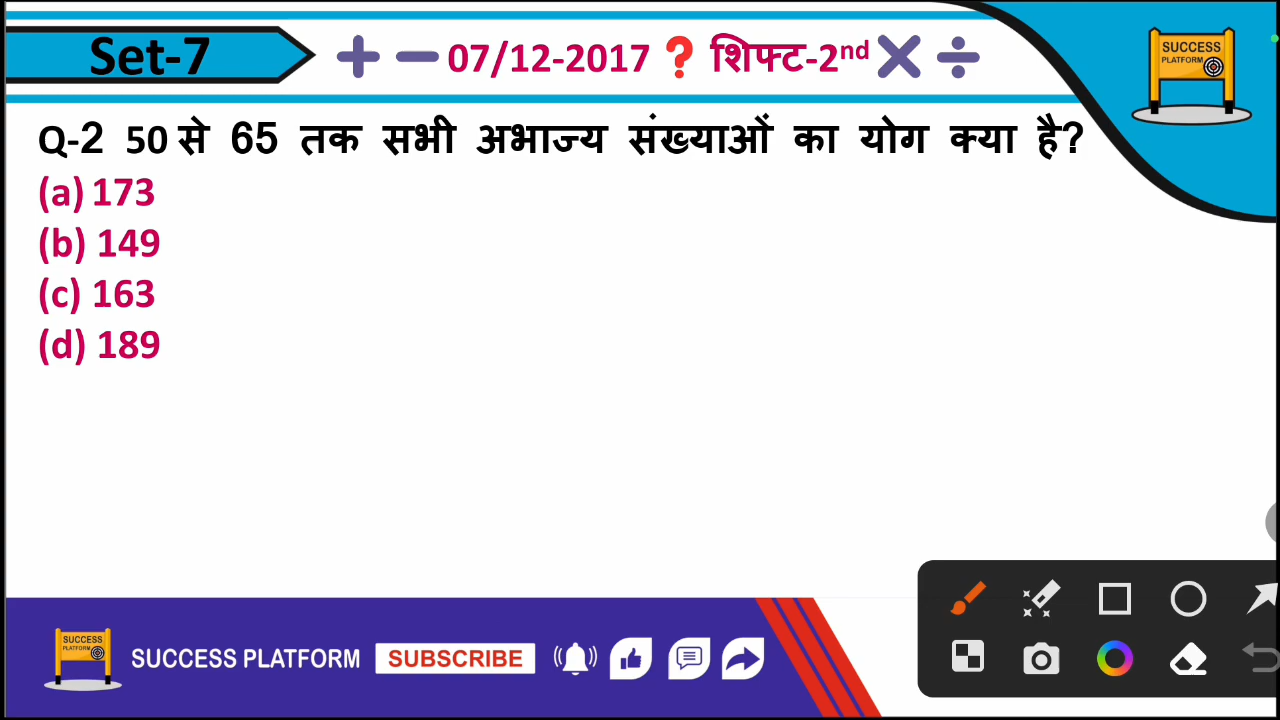 Set-7
07/12-2017 ❓ शिफ्ट-2nd
SUCCESS
PLATFORM
Q-2 50 से 65 तक सभी अभाज्य संख्याओं का योग क्या है?
(a) 173
(b) 149
(c) 163
(d) 189
SUCCESS
PLATFORM
SUCCESS PLATFORM
SUBSCRIBE